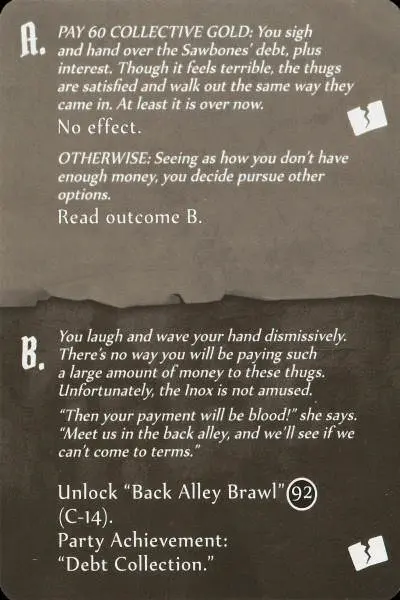 A.
PAY 60 COLLECTIVE GOLD: You sigh
and hand over the Sawbones' debt, plus
interest. Though it feels terrible, the thugs
are satisfied and walk out the same way they
came in. At least it is over now.
No effect.
OTHERWISE: Seeing as how you don't have
enough money, you decide pursue other
options.
Read outcome B.
B.
You laugh and wave your hand dismissively.
There's no way you will be paying such
a large amount of money to these thugs.
Unfortunately, the Inox is not amused.
“Then your payment will be blood!” she says.
“Meet us in the back alley, and we'll see if we
can't come to terms.”
Unlock “Back Alley Brawl” 92
(C-14).
Party Achievement:
“Debt Collection.”